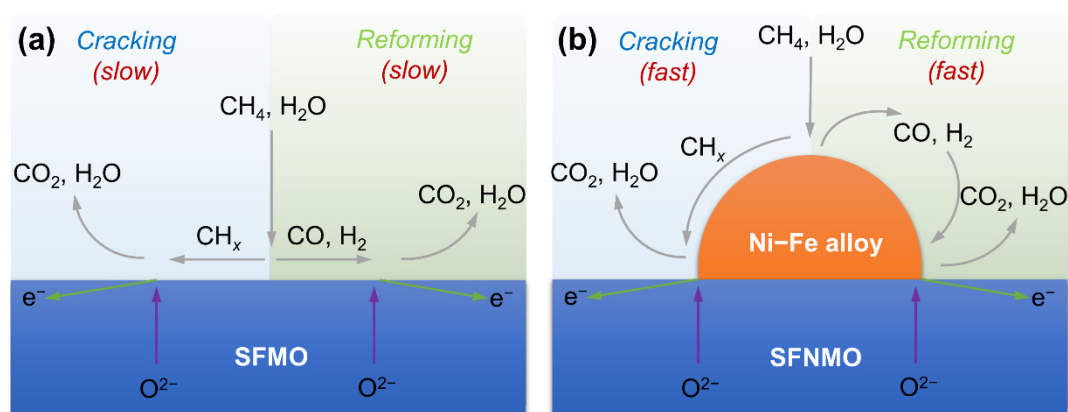 (a)
Cracking
(slow)
Reforming
(slow)
CH₄, H₂O
CO₂, H₂O
CO₂, H₂O
CHₓ
CO, H₂
e⁻
e⁻
SFMO
O²⁻
O²⁻
(b)
Cracking
(fast)
CH₄, H₂O
Reforming
(fast)
CO, H₂
CHₓ
CO₂, H₂O
CO₂, H₂O
Ni–Fe alloy
e⁻
e⁻
SFNMO
O²⁻
O²⁻